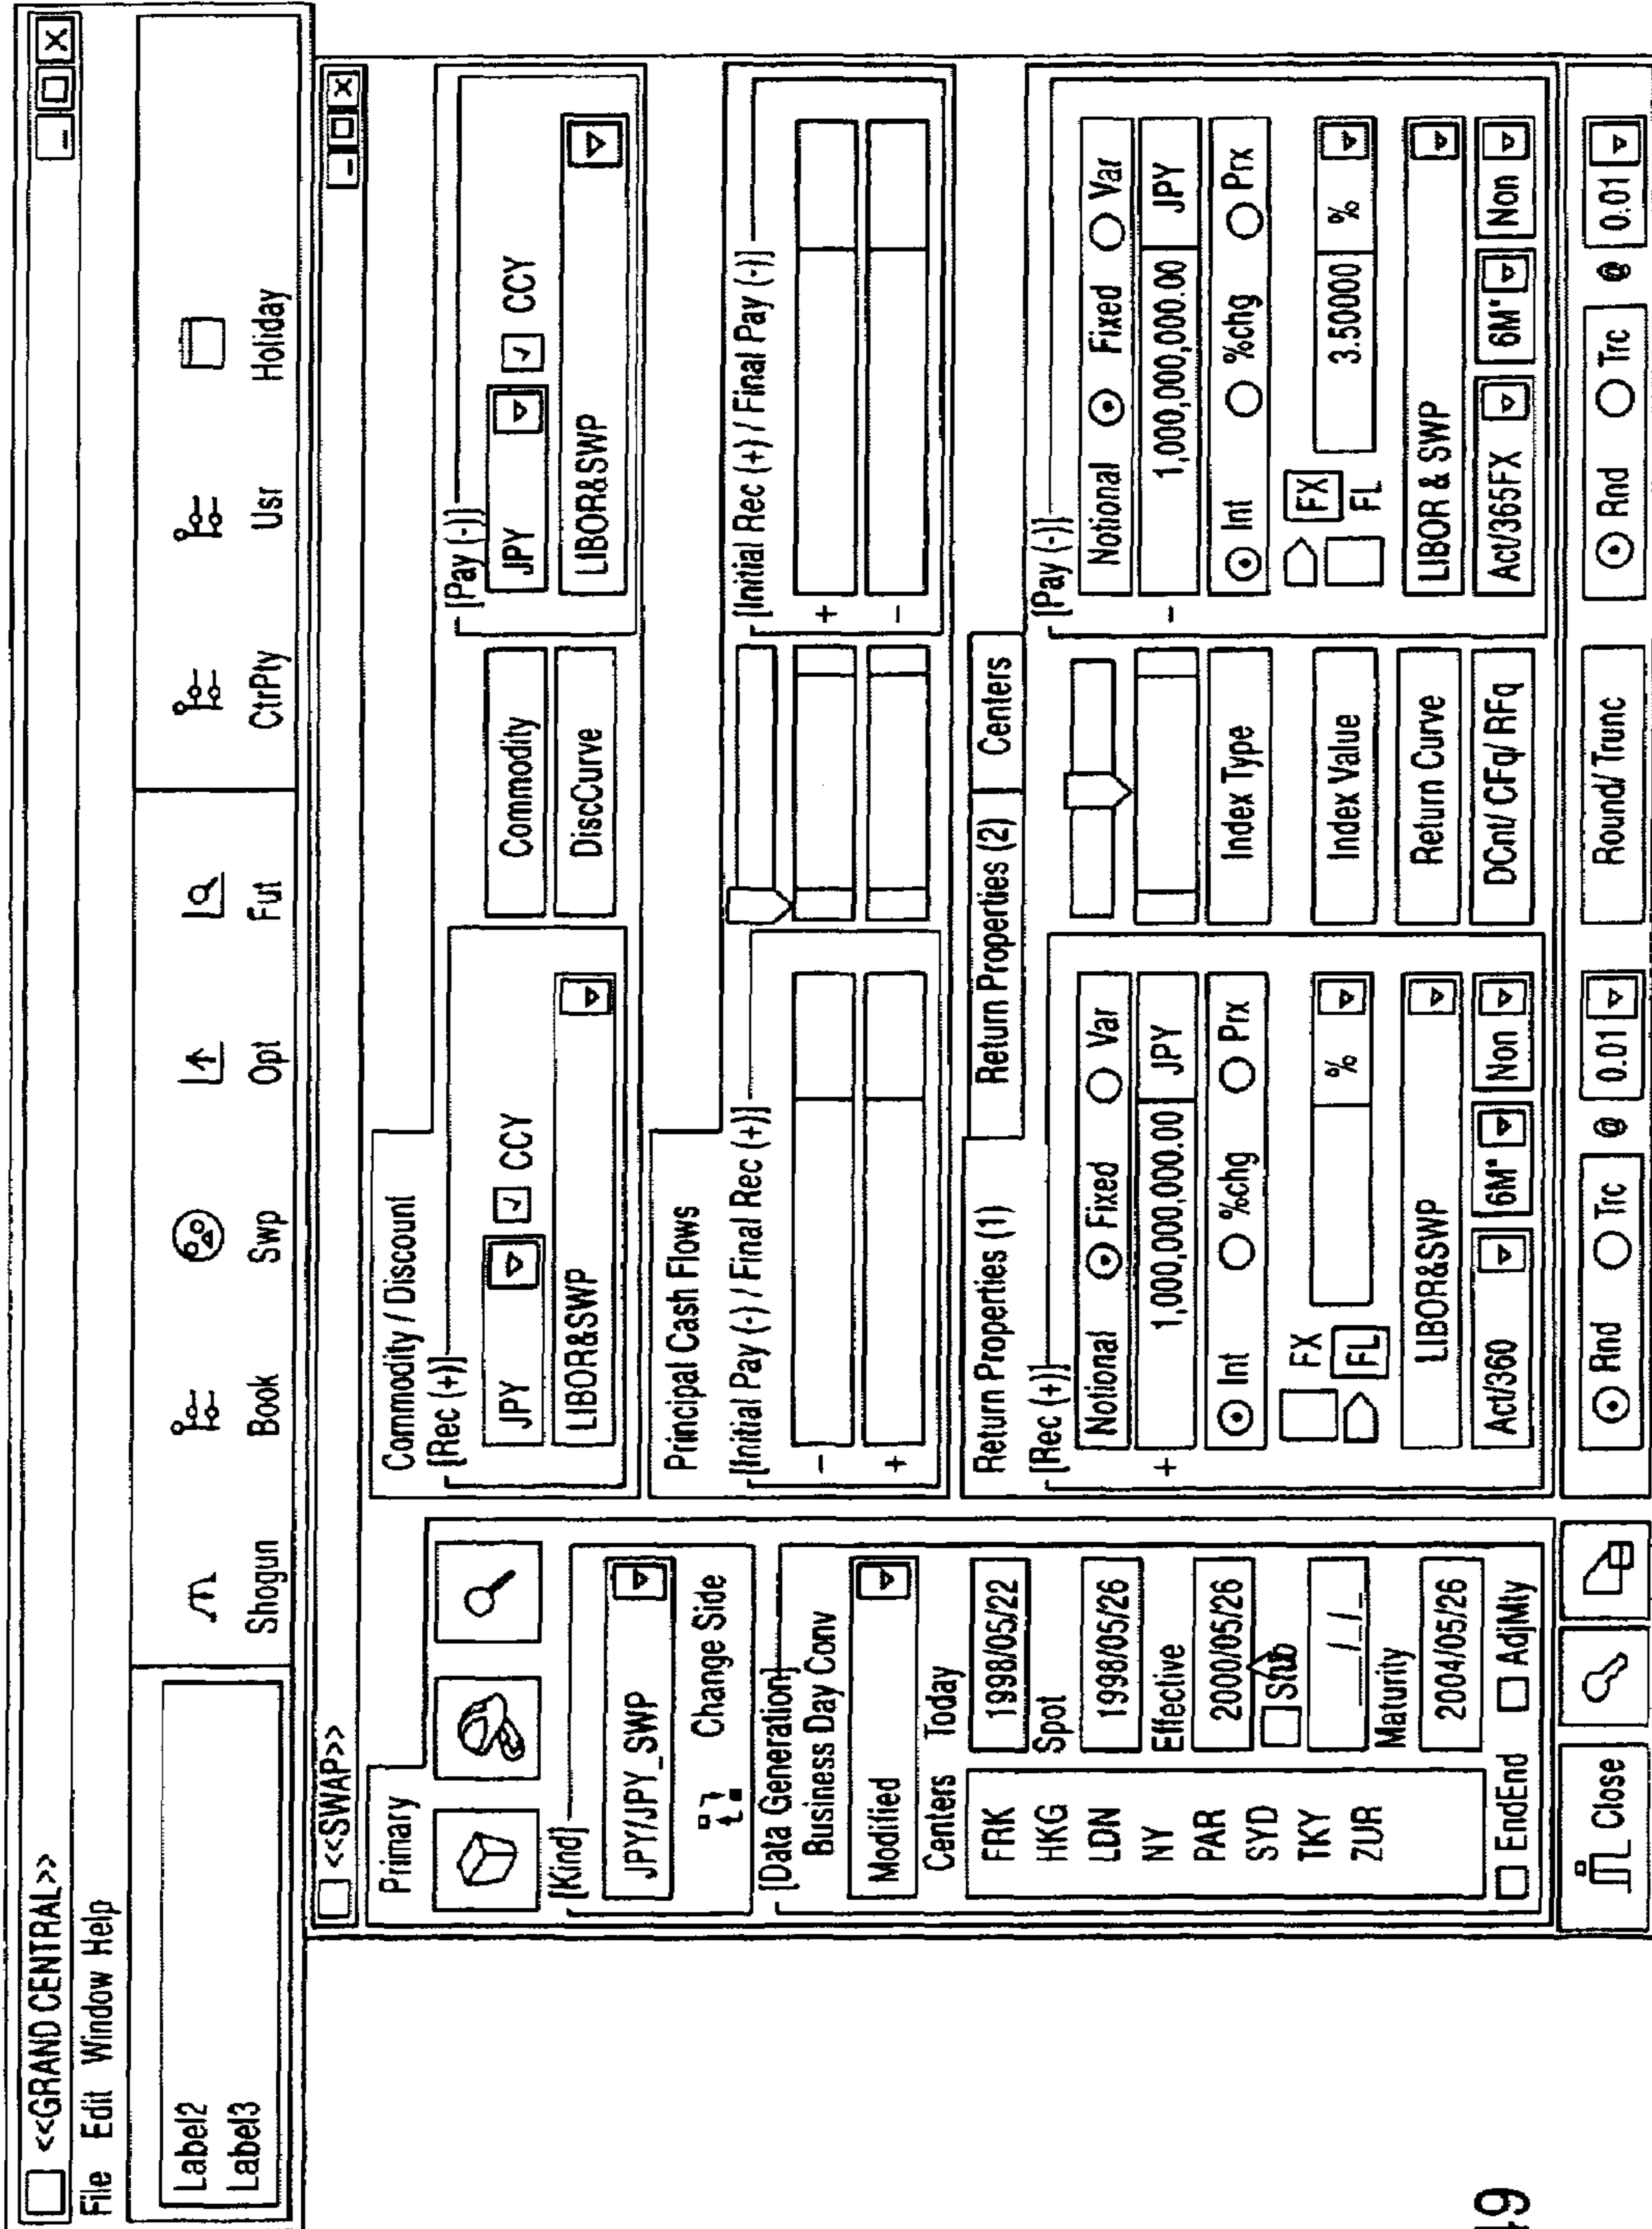 <<GRAND CENTRAL>>
File Edit Window Help
Label2
Label3
Shogun Book Swp Opt Fut CtrPty Usr Holiday
<<SWAP>>
Primary
[Kind]
JPY/JPY_SWP
Change Side
[Data Generation]
Business Day Conv
Modified
Centers Today
FRK
HKG
LDN
NY
PAR
SYD
TKY
ZUR
1998/05/22
Spot
1998/05/26
Effective
2000/05/26
Stub
__/_/_
Maturity
2004/05/26
EndEnd AdjMty
Close
Commodity / Discount
[Rec (+)]
JPY CCY
LIBOR&SWP
Commodity
DiscCurve
[Pay (-)]
JPY CCY
LIBOR&SWP
Principal Cash Flows
[Initial Pay (-) / Final Rec (+)]
-
+
[Initial Rec (+) / Final Pay (-)]
+
-
Return Properties (1) Return Properties (2) Centers
[Rec (+)]
Notional Fixed Var
+ 1,000,000,000.00 JPY
Int %chg Prx
FX
FL
%
LIBOR&SWP
Act/360 6M* Non
Index Type
Index Value
Return Curve
DCnt/ CFq/ RFq
[Pay (-)]
Notional Fixed Var
- 1,000,000,000.00 JPY
Int %chg Prx
FX
FL
3.50000 %
LIBOR & SWP
Act/365FX 6M* Non
Rnd Trc @ 0.01
Round/ Trunc
Rnd Trc @ 0.01